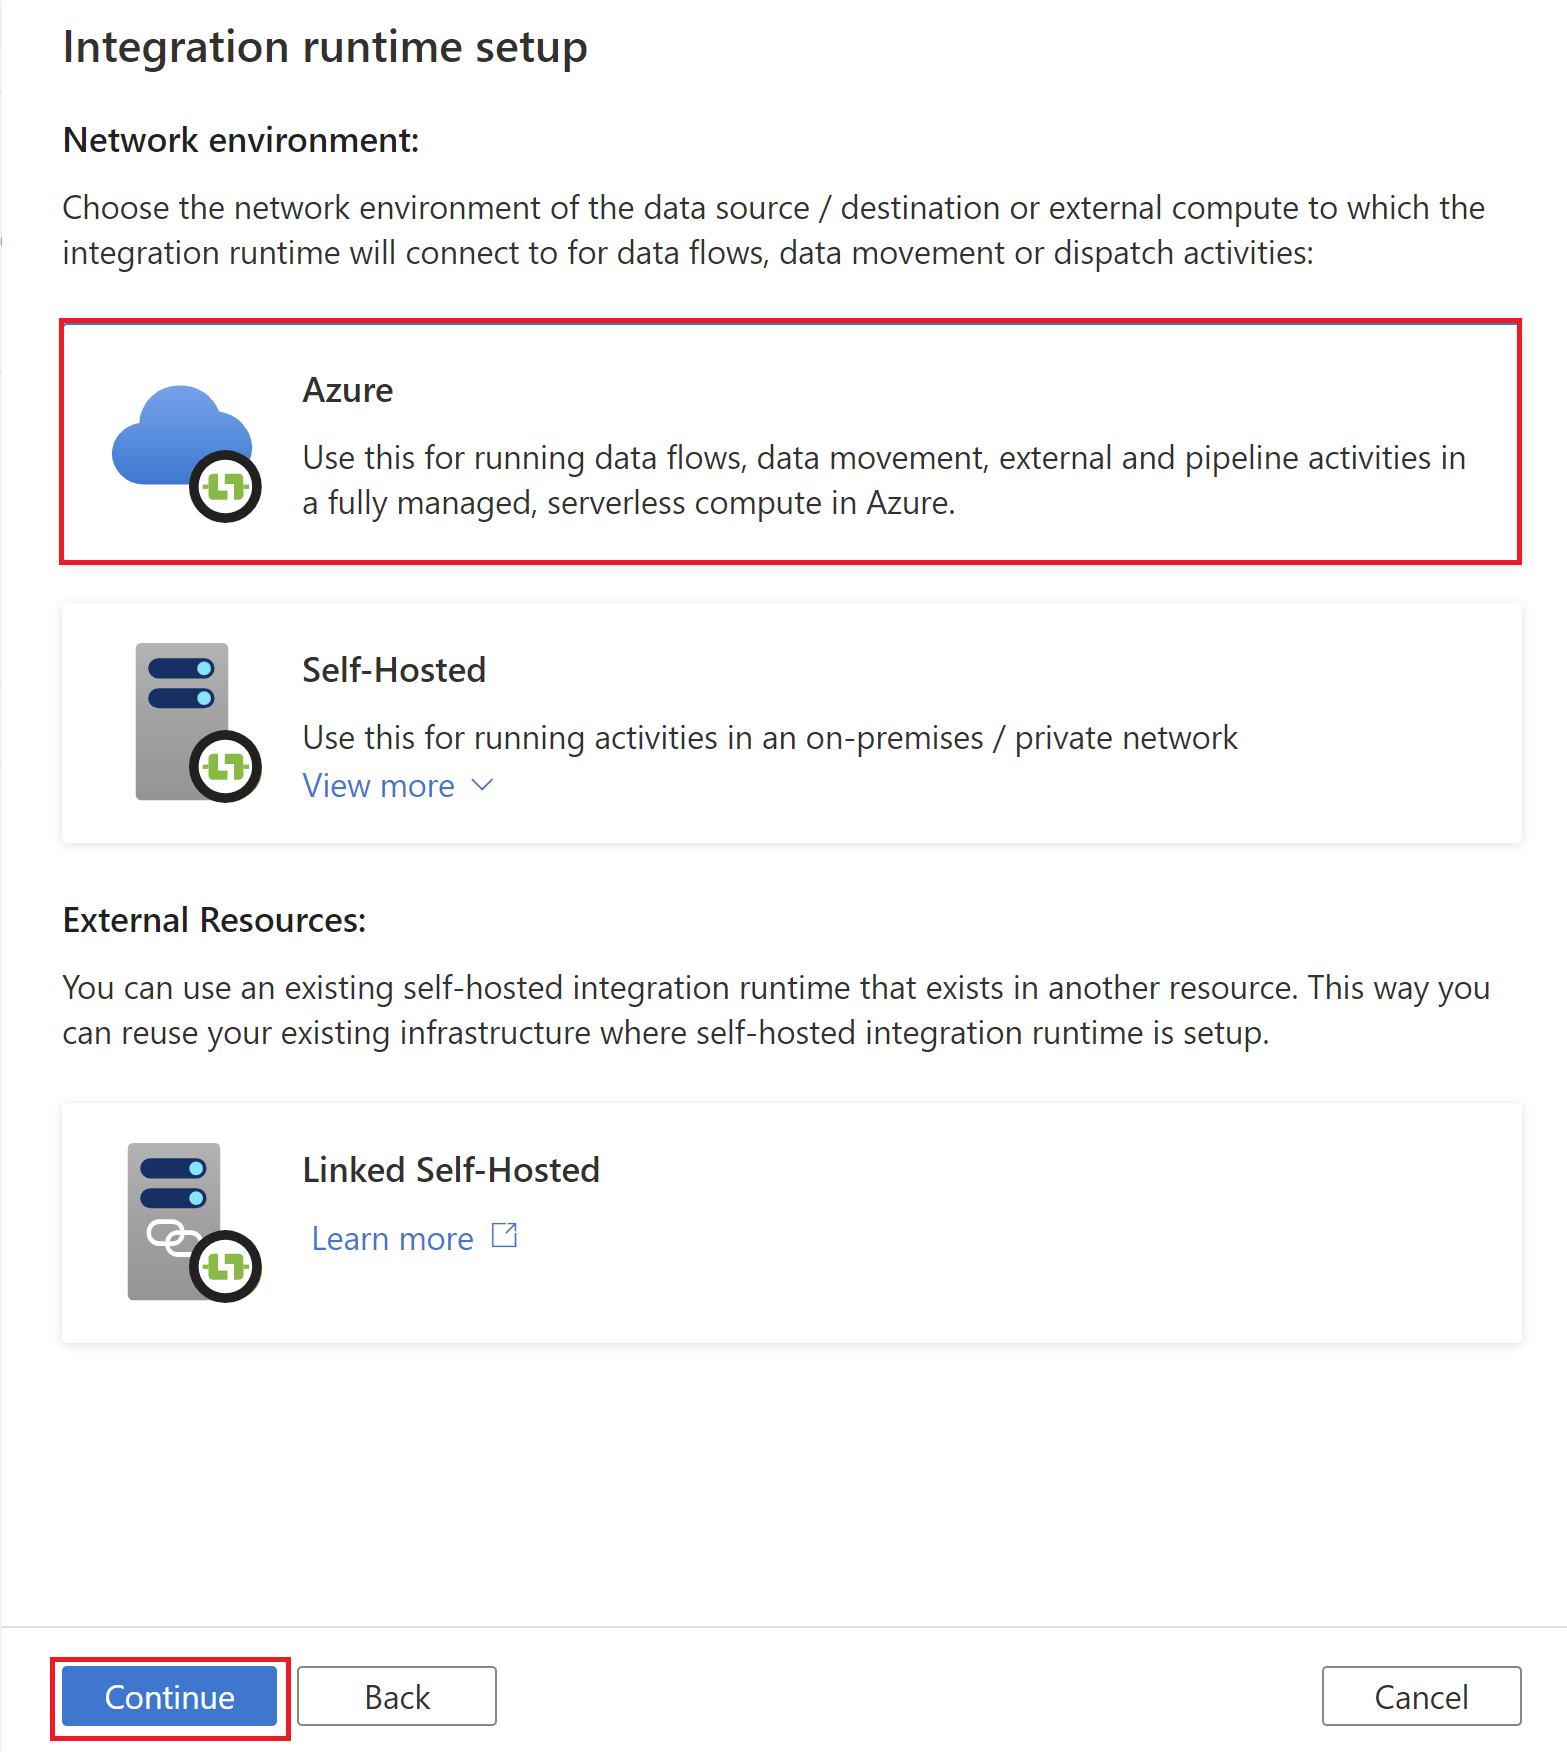 Integration runtime setup
Network environment:
Choose the network environment of the data source / destination or external compute to which the
integration runtime will connect to for data flows, data movement or dispatch activities:
Azure
Use this for running data flows, data movement, external and pipeline activities in
a fully managed, serverless compute in Azure.
Self-Hosted
Use this for running activities in an on-premises / private network
View more
External Resources:
You can use an existing self-hosted integration runtime that exists in another resource. This way you
can reuse your existing infrastructure where self-hosted integration runtime is setup.
Linked Self-Hosted
Learn more
Continue
Back
Cancel